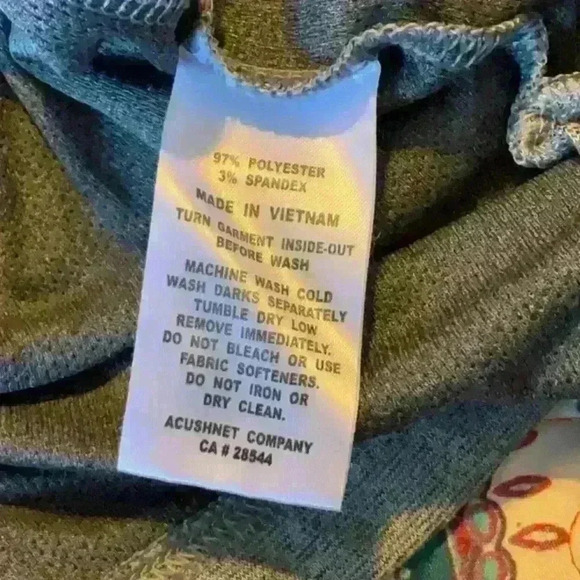 97% POLYESTER
3% SPANDEX
MADE IN VIETNAM
TURN GARMENT INSIDE-OUT
BEFORE WASH
MACHINE WASH COLD
WASH DARKS SEPARATELY
TUMBLE DRY LOW
REMOVE IMMEDIATELY.
DO NOT BLEACH OR USE
FABRIC SOFTENERS.
DO NOT IRON OR
DRY CLEAN.
ACUSHNET COMPANY
CA # 28544